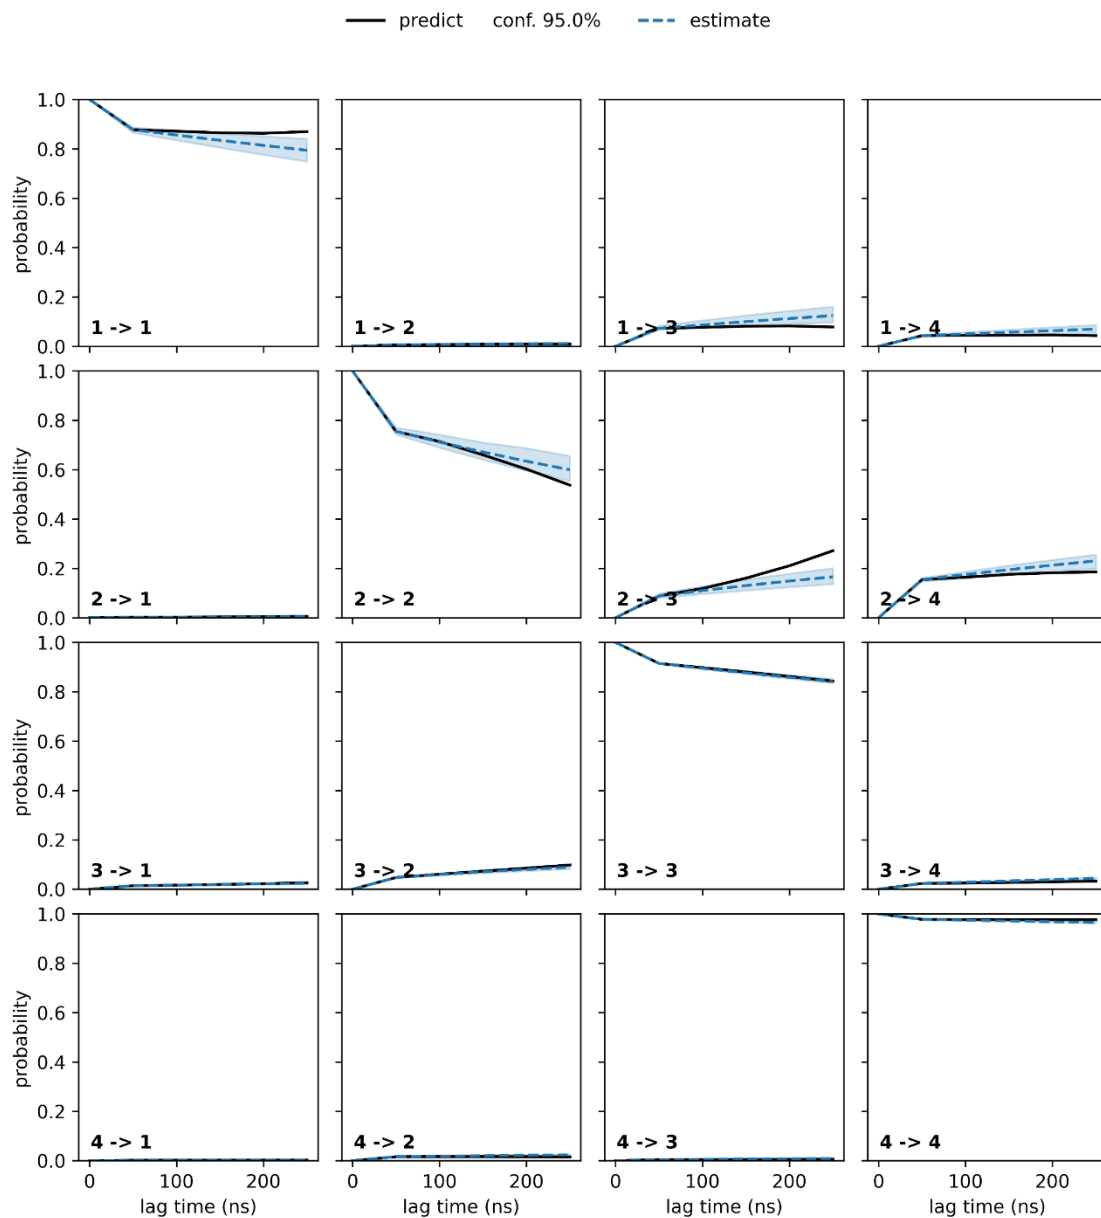 predict conf. 95.0% estimate
1.0
0.8
0.6
0.4
0.2
0.0
probability
1 -> 1
1 -> 2
1 -> 3
1 -> 4
1.0
0.8
0.6
0.4
0.2
0.0
probability
2 -> 1
2 -> 2
2 -> 3
2 -> 4
1.0
0.8
0.6
0.4
0.2
0.0
probability
3 -> 1
3 -> 2
3 -> 3
3 -> 4
1.0
0.8
0.6
0.4
0.2
0.0
probability
4 -> 1
4 -> 2
4 -> 3
4 -> 4
0 100 200
0 100 200
0 100 200
0 100 200
lag time (ns)
lag time (ns)
lag time (ns)
lag time (ns)